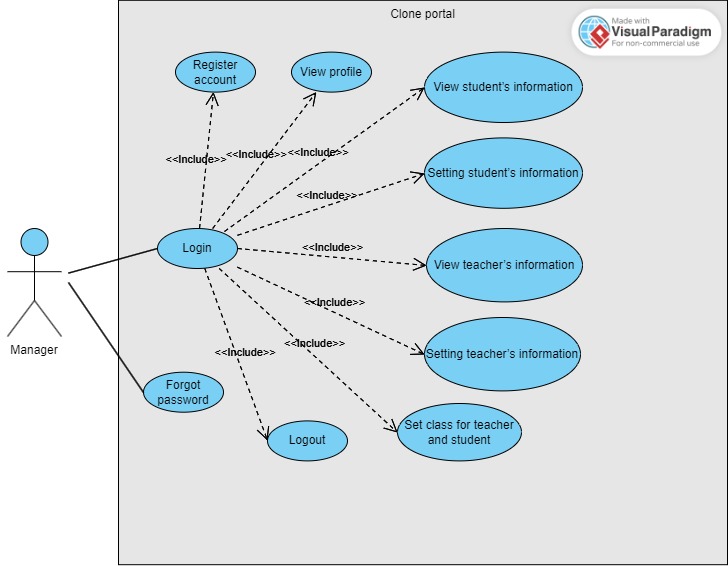 Clone portal
Made with
VisualParadigm
For non-commercial use
Register
account
View profile
View student's information
<<Include>>
<<Include>>
<<Include>>
Setting student's information
<<Include>>
Login
<<Include>>
View teacher's information
<<Include>>
Manager
<<Include>>
<<Include>>
Setting teacher's information
Forgot
password
Set class for teacher
and student
Logout